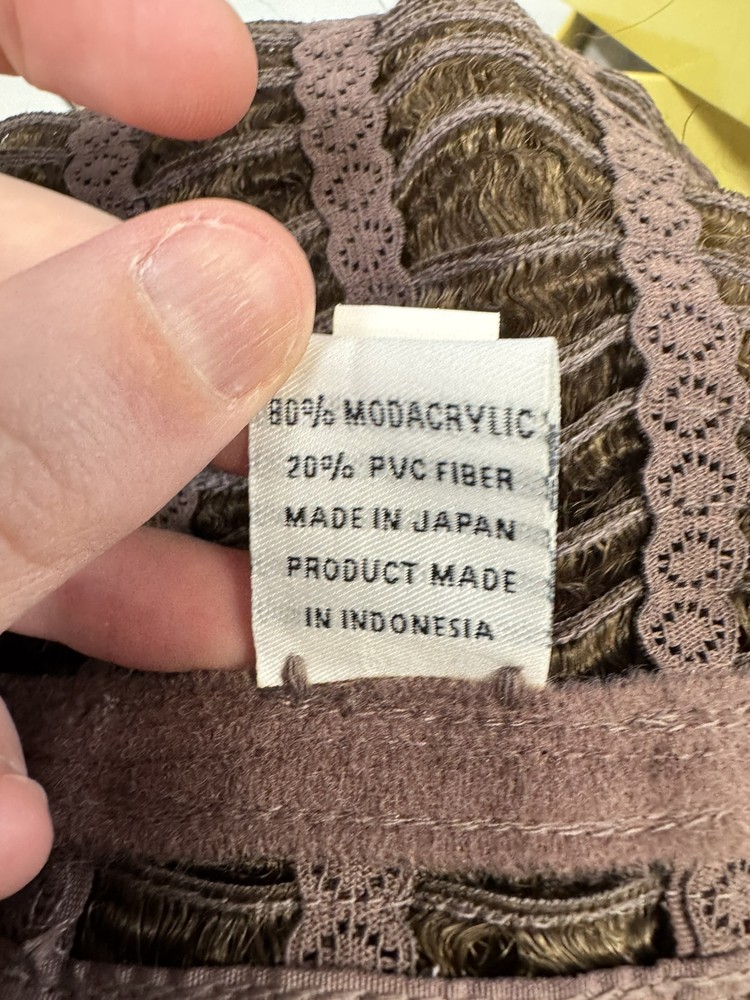 80% MODACRYLIC
20% PVC FIBER
MADE IN JAPAN
PRODUCT MADE
IN INDONESIA